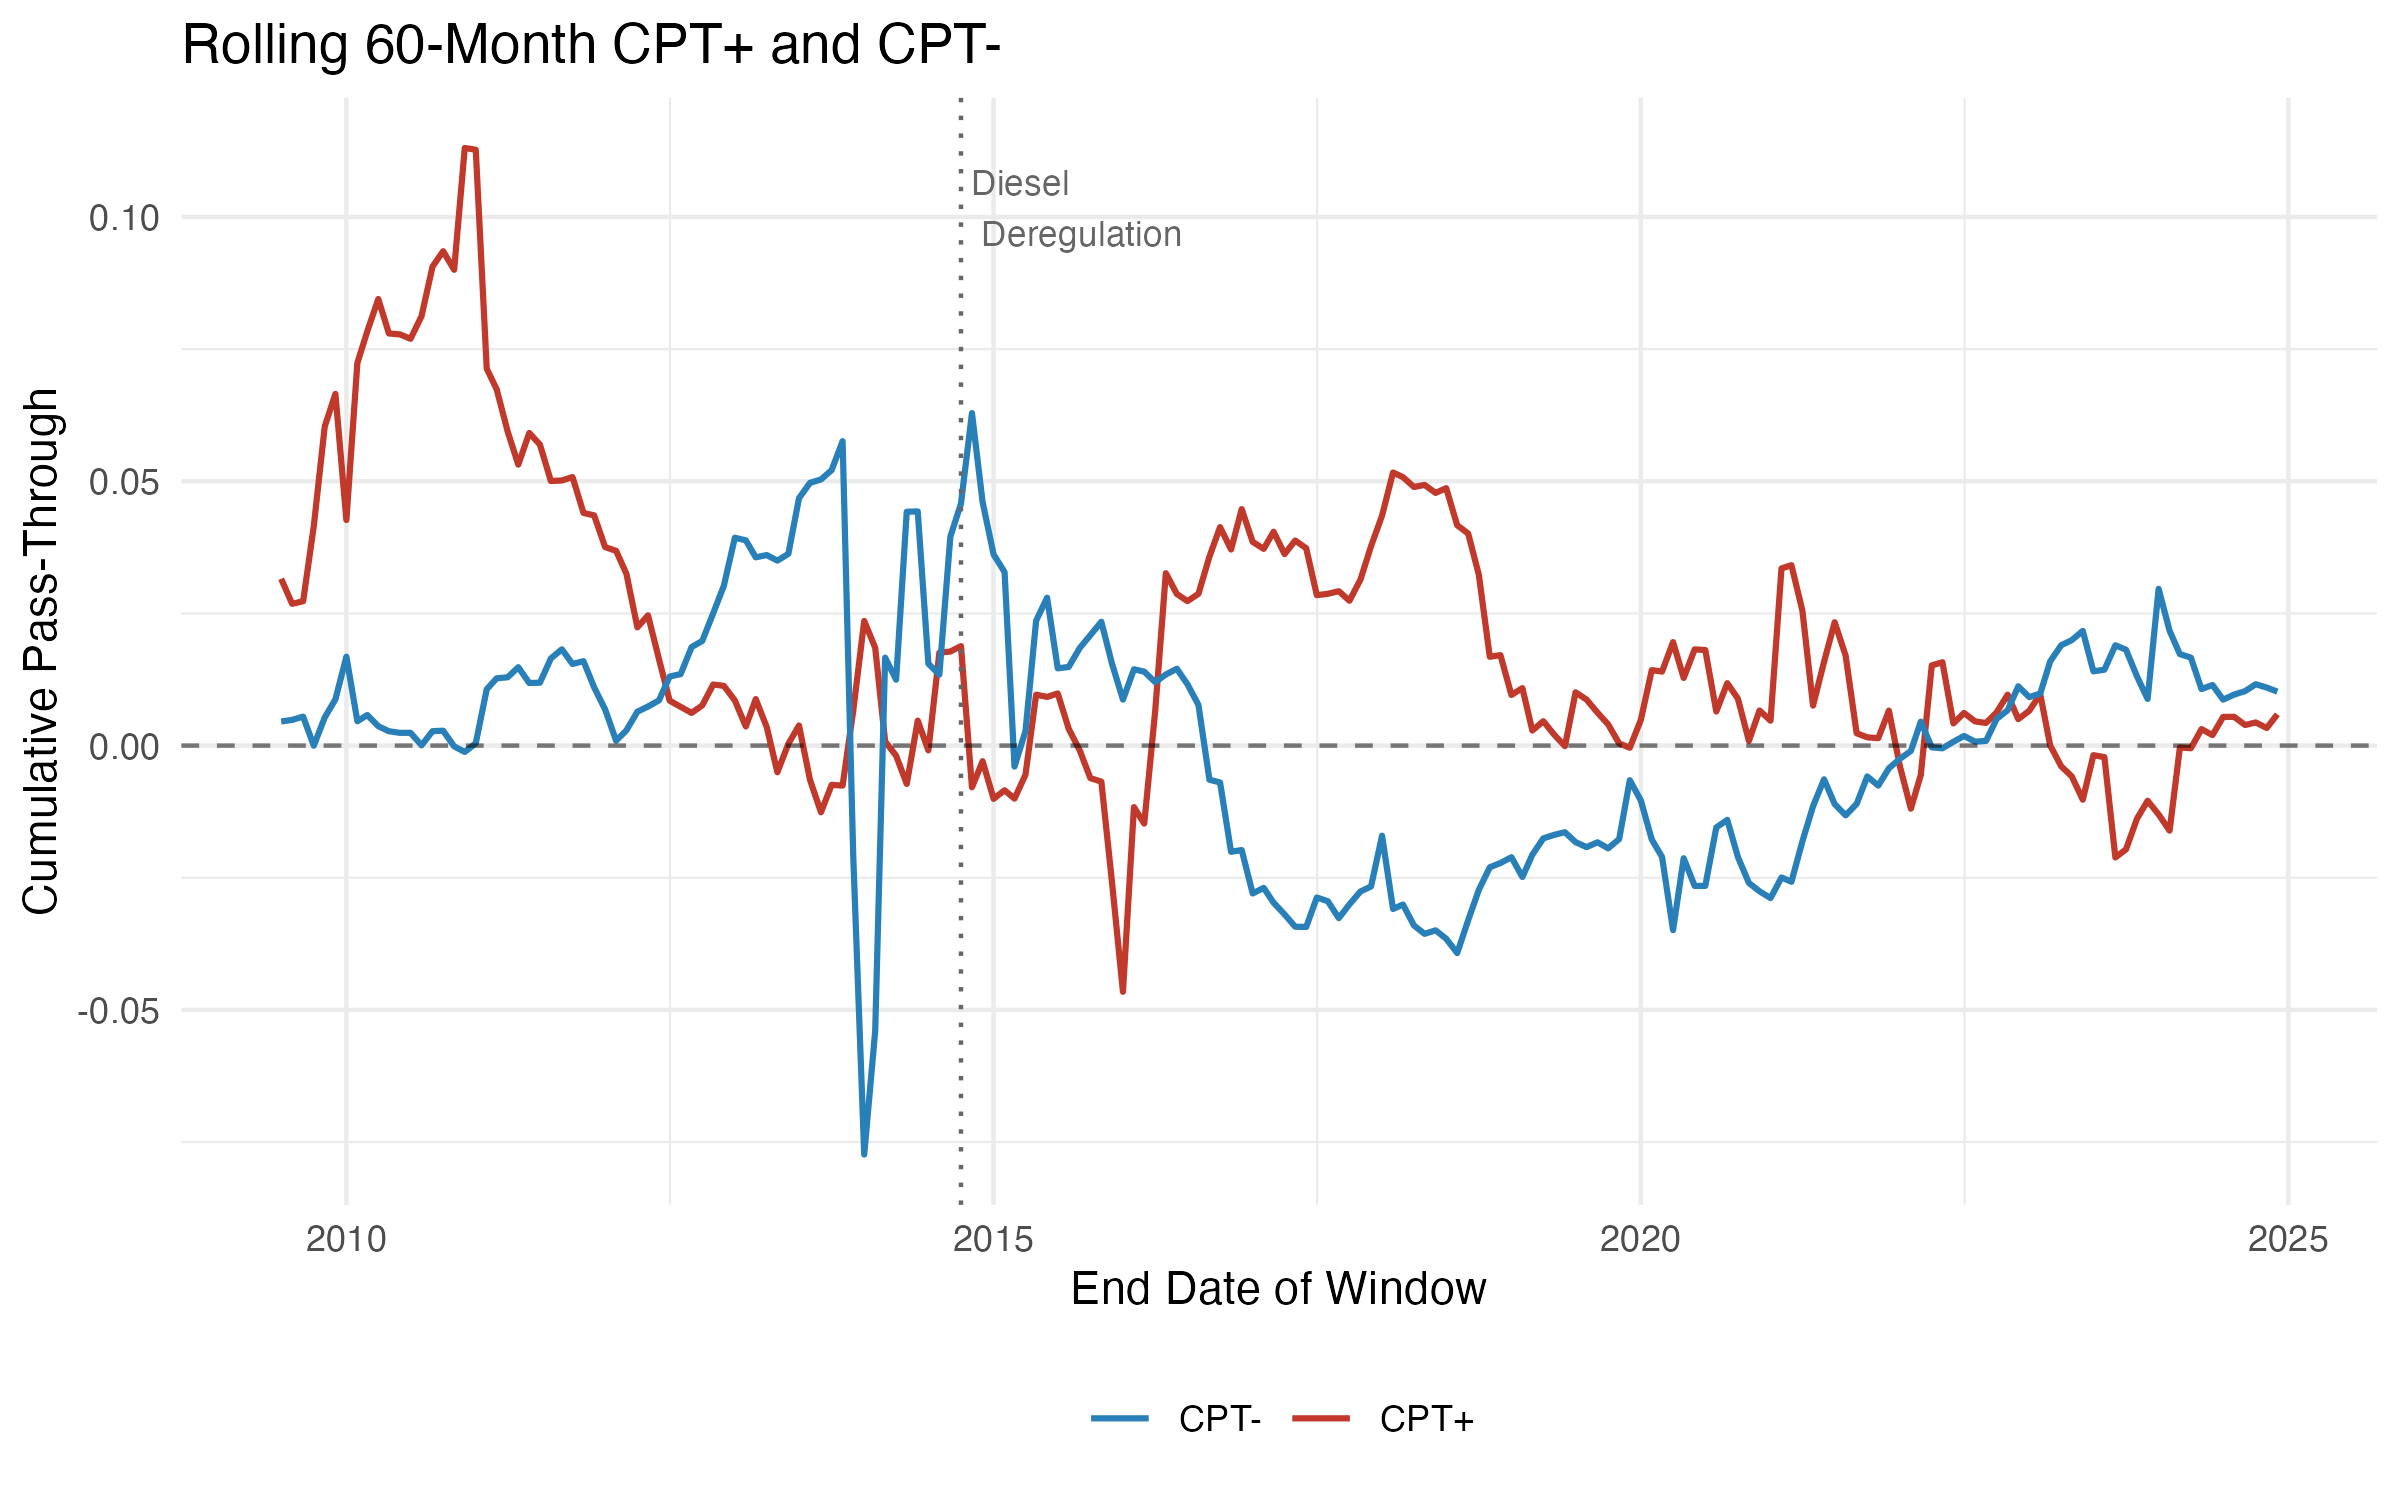 Rolling 60-Month CPT+ and CPT-
Diesel
Deregulation
Cumulative Pass-Through
0.10
0.05
0.00
-0.05
2010
2015
2020
2025
End Date of Window
CPT-
CPT+